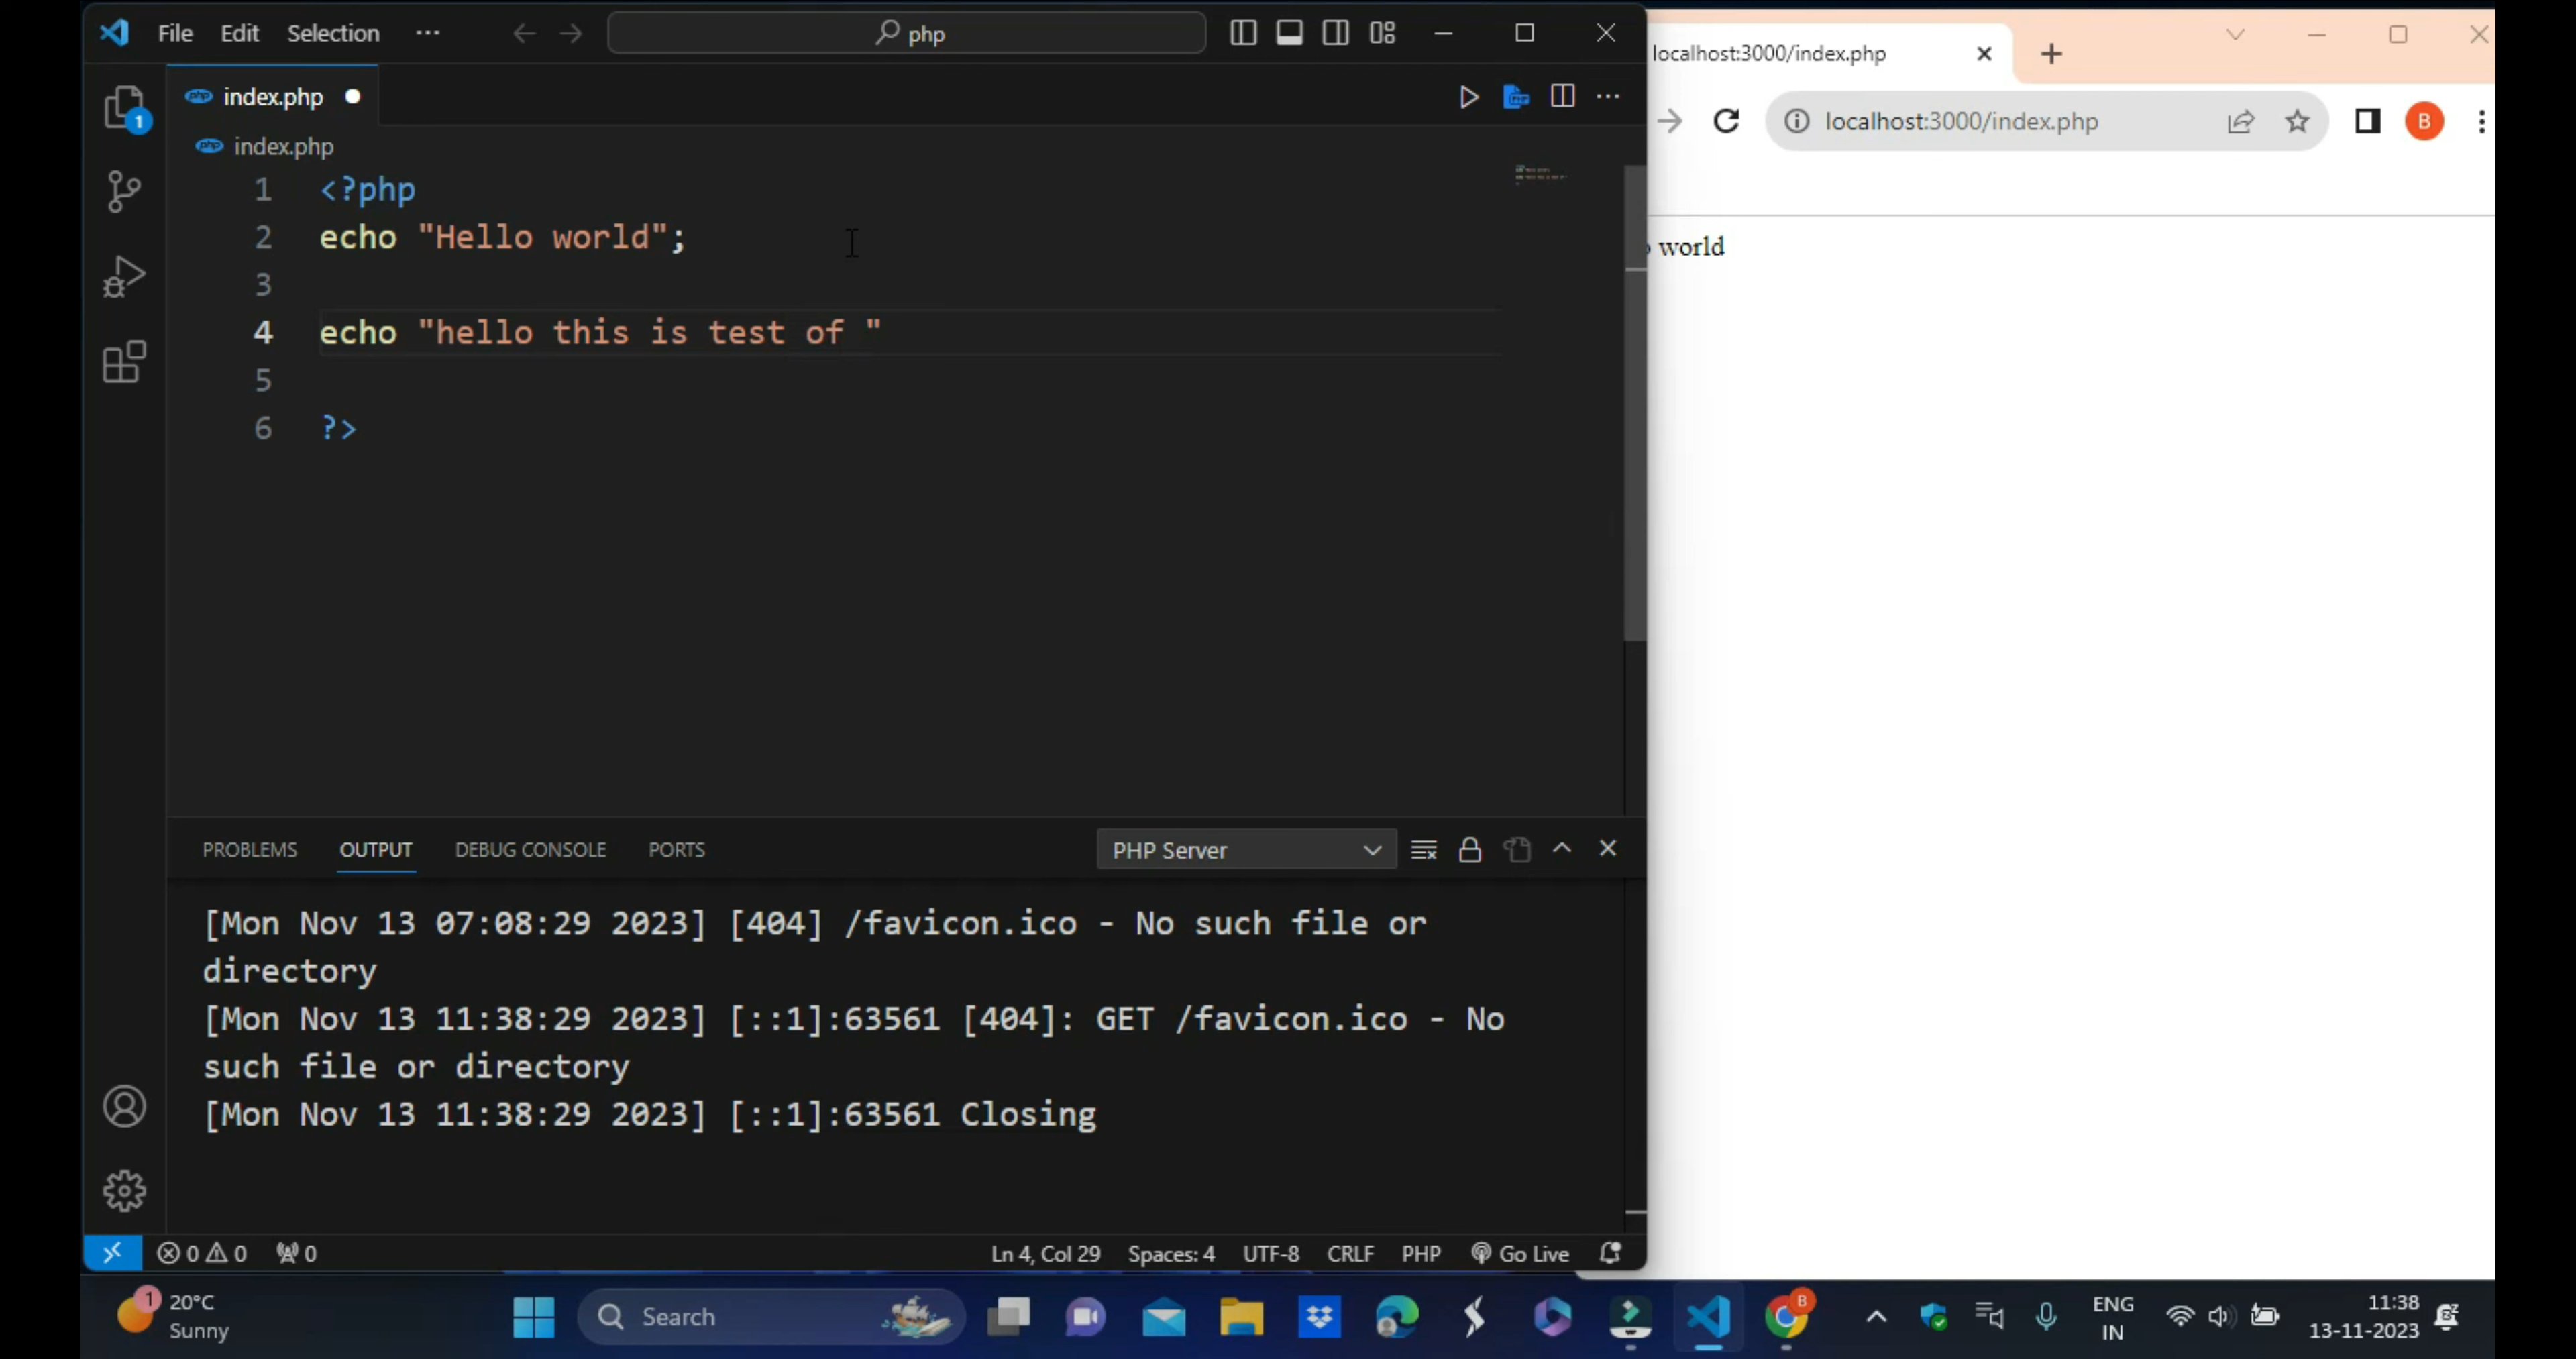 File Edit Selection ...
php
index.php
index.php
1 <?php
2 echo "Hello world";
3
4 echo "hello this is test of "
5
6 ?>
PROBLEMS OUTPUT DEBUG CONSOLE PORTS
PHP Server
[Mon Nov 13 07:08:29 2023] [404] /favicon.ico - No such file or
directory
[Mon Nov 13 11:38:29 2023] [::1]:63561 [404]: GET /favicon.ico - No
such file or directory
[Mon Nov 13 11:38:29 2023] [::1]:63561 Closing
0 0 0 Ln 4, Col 29 Spaces: 4 UTF-8 CRLF PHP Go Live
localhost:3000/index.php
localhost:3000/index.php
B
world
1
20°C
Sunny
Search
B
ENG
IN
11:38
13-11-2023